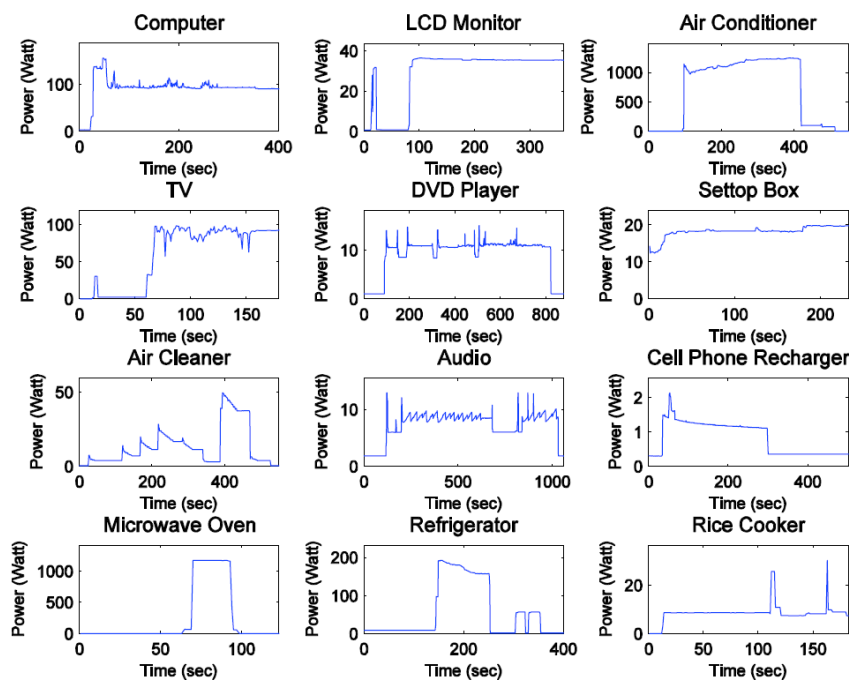 Computer
Power (Watt)
100
0
0
200
400
Time (sec)
LCD Monitor
Power (Watt)
40
20
0
0
100
200
300
Time (sec)
Air Conditioner
Power (Watt)
1000
500
0
0
200
400
Time (sec)
TV
Power (Watt)
100
50
0
0
50
100
150
Time (sec)
DVD Player
Power (Watt)
10
0
200
400
600
800
Time (sec)
Settop Box
Power (Watt)
20
10
0
0
100
200
Time (sec)
Air Cleaner
Power (Watt)
50
0
0
200
400
Time (sec)
Audio
Power (Watt)
10
0
0
500
1000
Time (sec)
Cell Phone Recharger
Power (Watt)
2
1
0
0
200
400
Time (sec)
Microwave Oven
Power (Watt)
1000
500
0
0
50
100
Time (sec)
Refrigerator
Power (Watt)
200
100
0
0
200
400
Time (sec)
Rice Cooker
Power (Watt)
20
0
0
50
100
150
Time (sec)